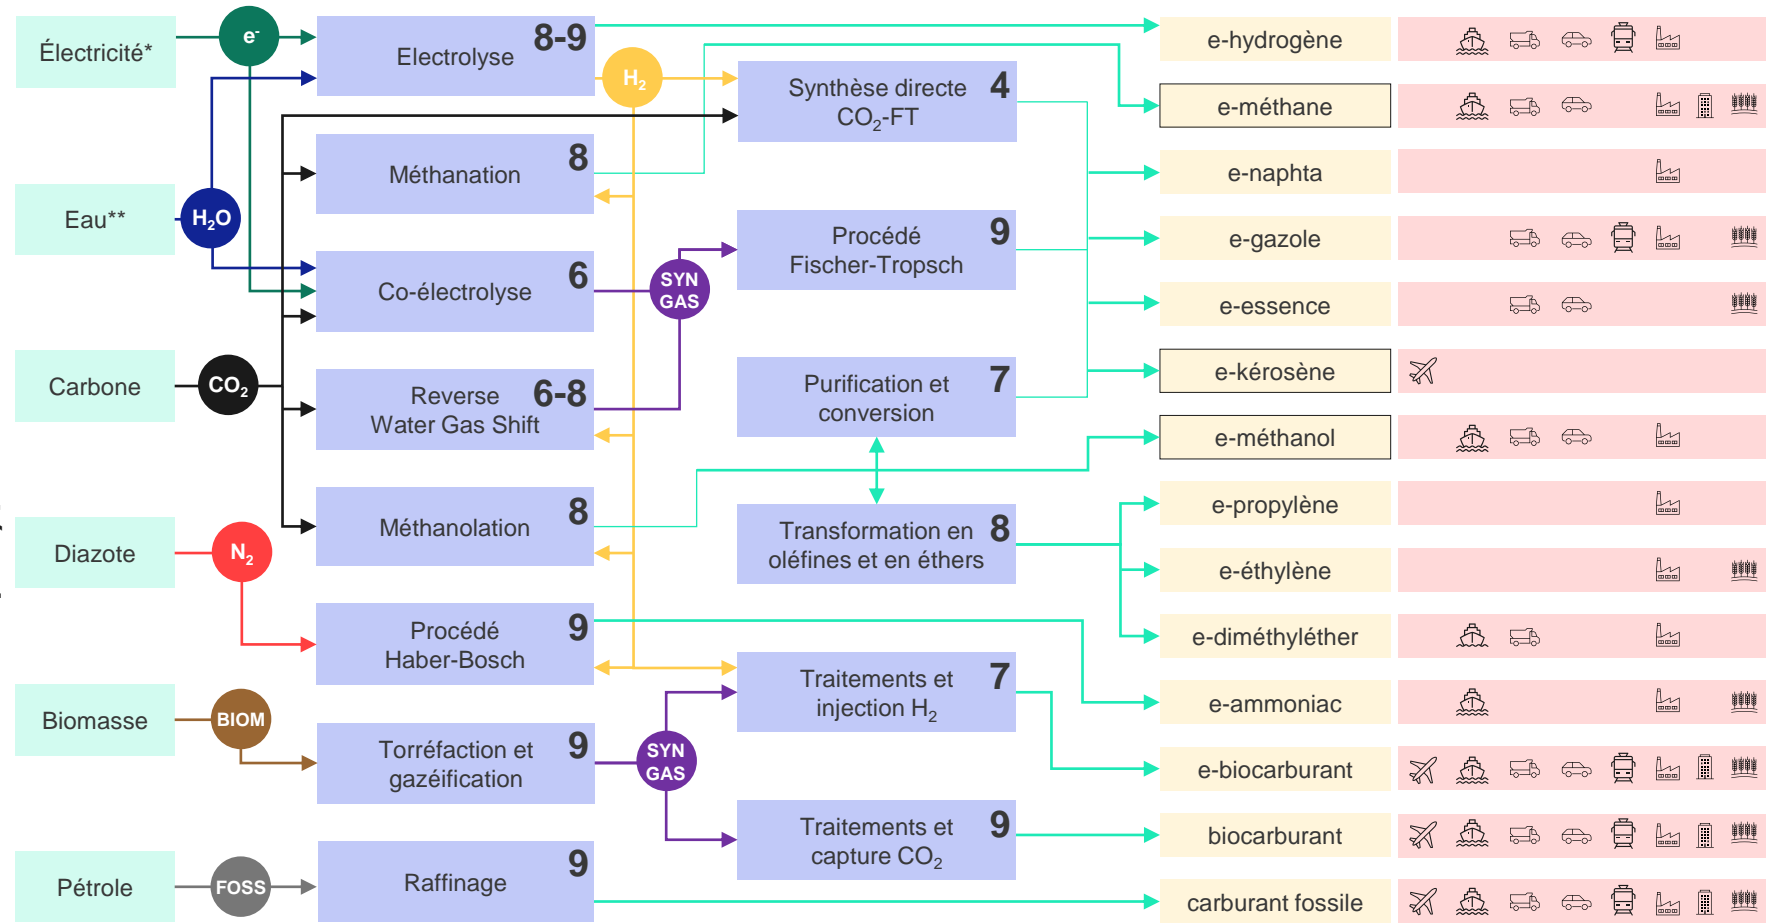 Électricité*
Eau**
Carbone
Diazote
Biomasse
Pétrole
e-
H₂O
CO₂
N₂
BIOM
FOSS
Electrolyse
8-9
Méthanation
8
Co-électrolyse
6
Reverse
Water Gas Shift
6-8
Méthanolation
8
Procédé
Haber-Bosch
9
Torréfaction et
gazéification
9
Raffinage
9
H₂
SYN
GAS
SYN
GAS
Synthèse directe
CO₂-FT
4
Procédé
Fischer-Tropsch
9
Purification et
conversion
7
Transformation en
oléfines et en éthers
8
Traitements et
injection H₂
7
Traitements et
capture CO₂
9
e-hydrogène
e-méthane
e-naphta
e-gazole
e-essence
e-kérosène
e-méthanol
e-propylène
e-éthylène
e-diméthyléther
e-ammoniac
e-biocarburant
biocarburant
carburant fossile